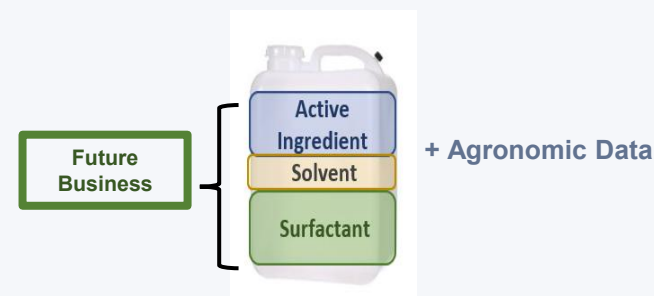 Future
Business
Active
Ingredient
Solvent
Surfactant
+ Agronomic Data